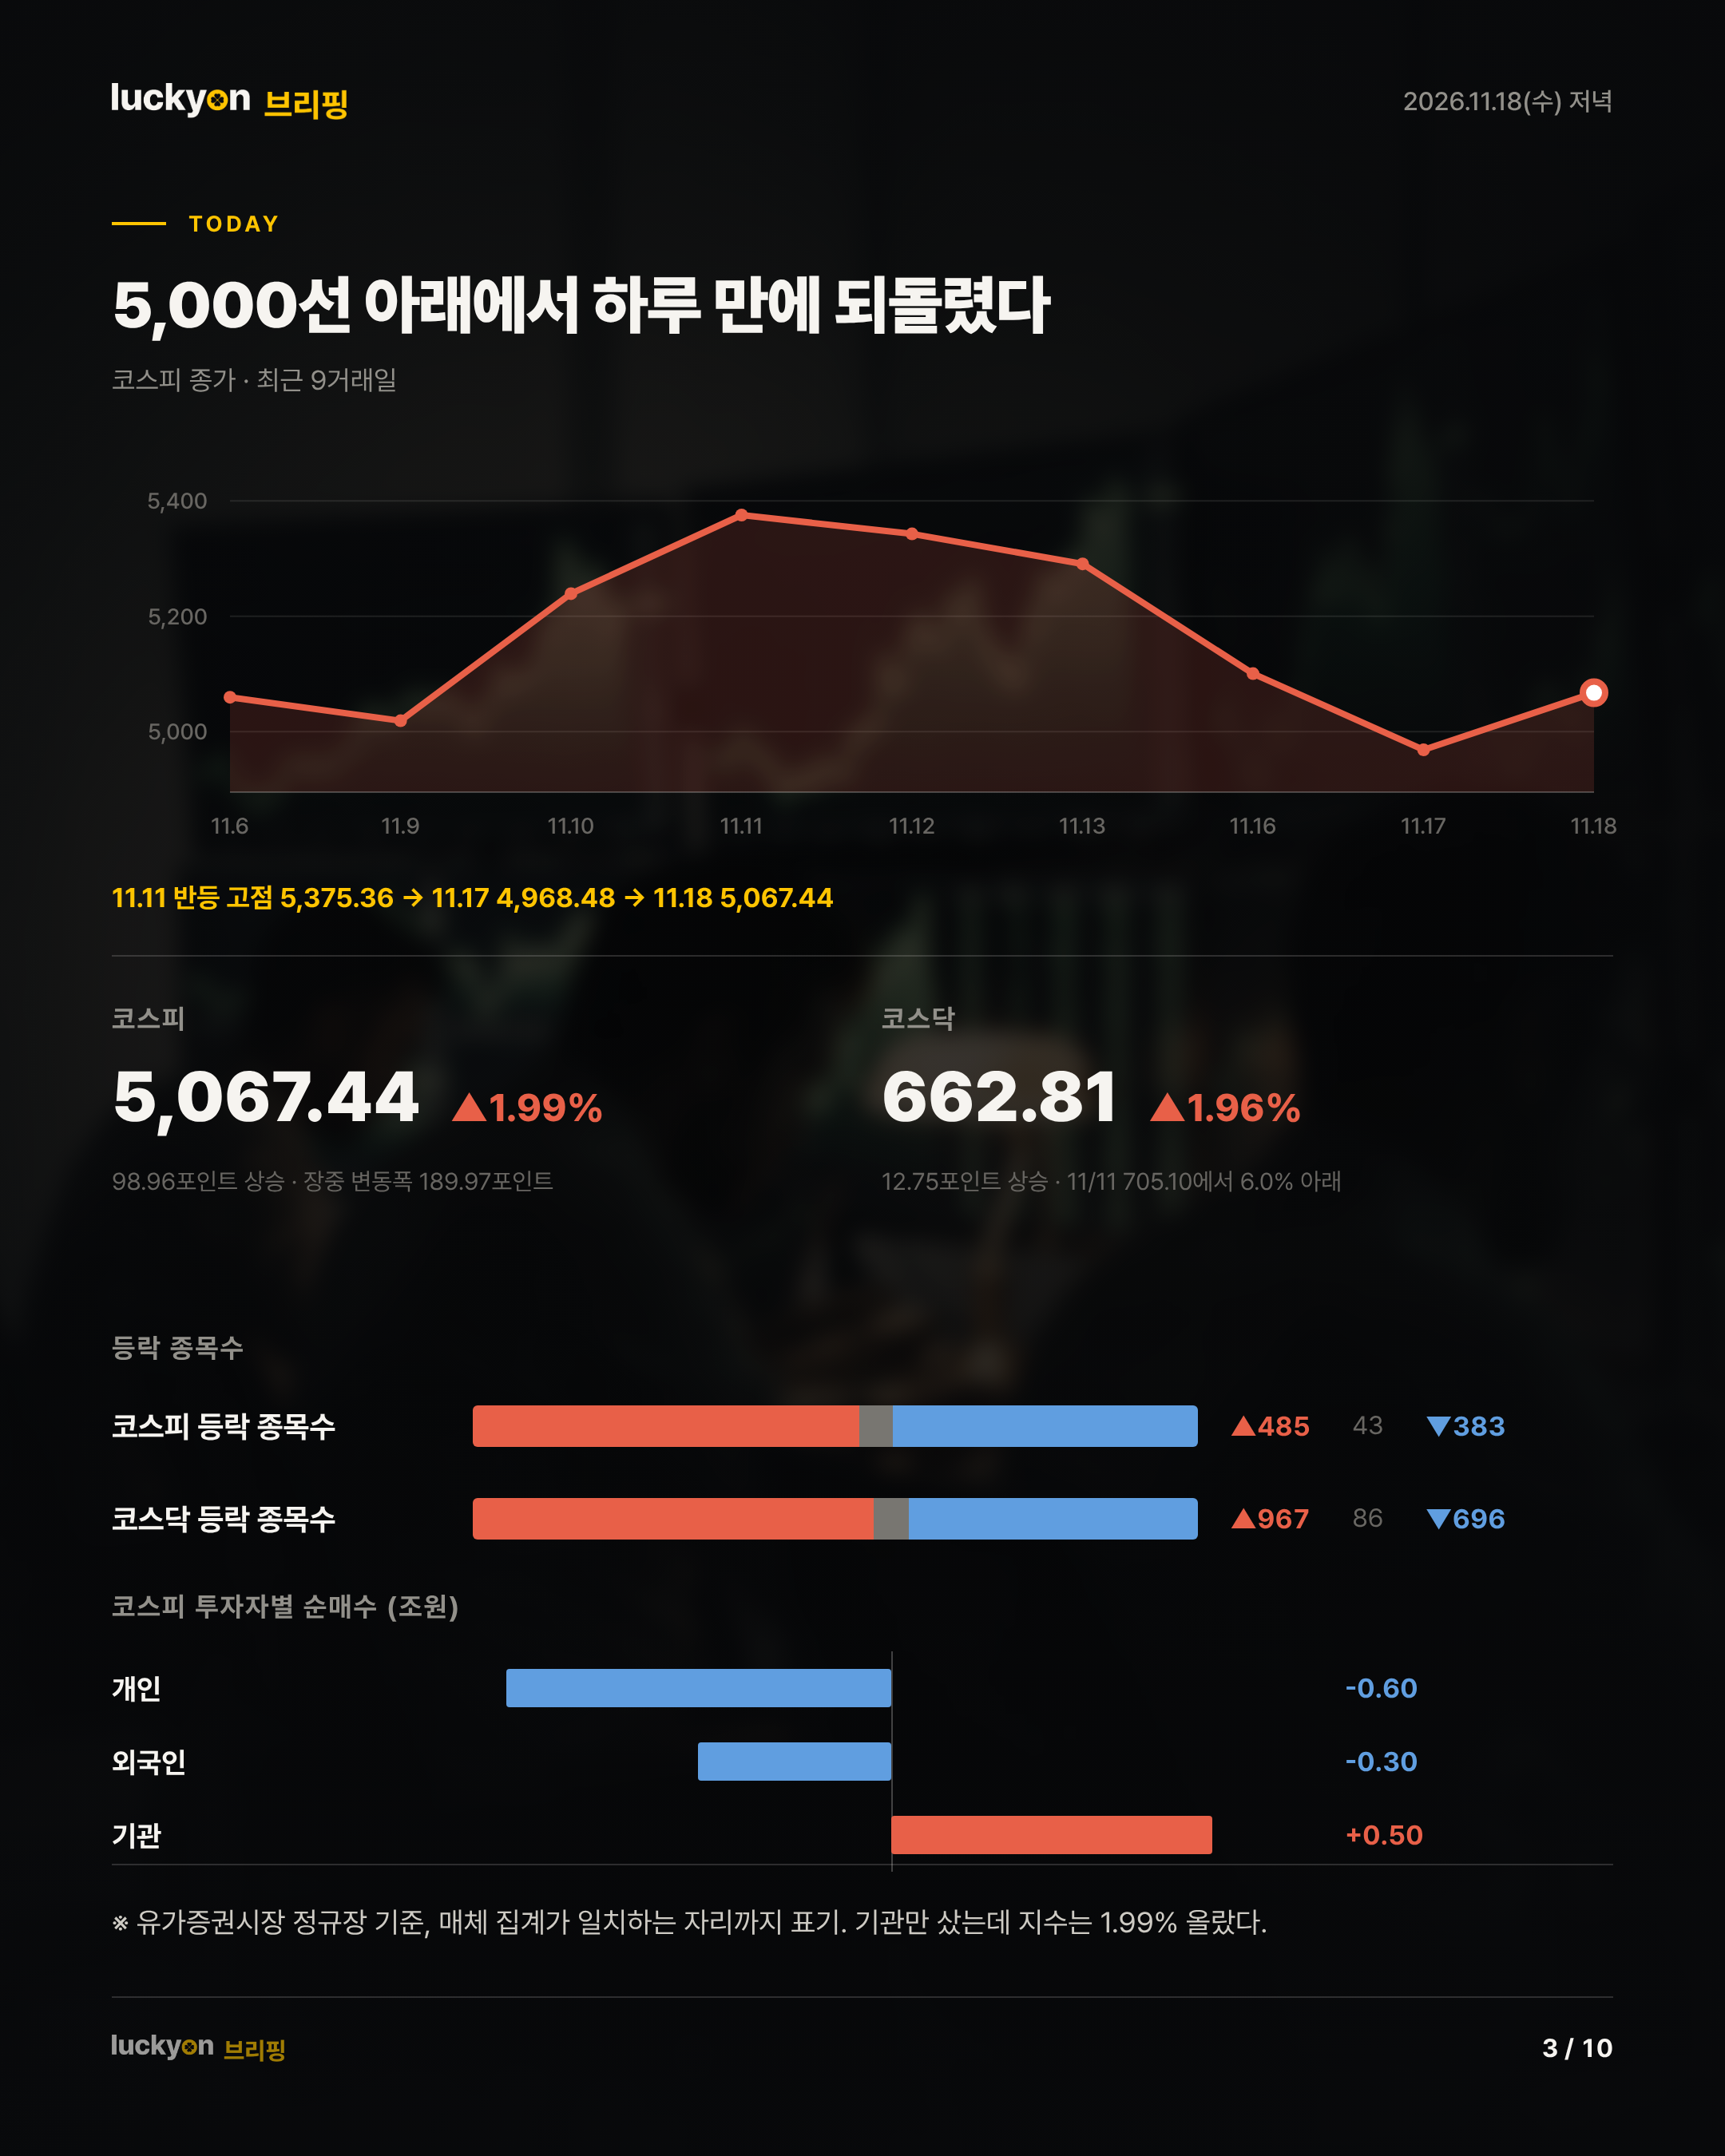 luckyon 브리핑
2026.11.18(수) 저녁
TODAY
5,000선 아래에서 하루 만에 되돌렸다
코스피 종가 · 최근 9거래일
5,400
5,200
5,000
11.6 11.9 11.10 11.11 11.12 11.13 11.16 11.17 11.18
11.11 반등 고점 5,375.36 → 11.17 4,968.48 → 11.18 5,067.44
코스피
5,067.44 ▲1.99%
98.96포인트 상승 · 장중 변동폭 189.97포인트
코스닥
662.81 ▲1.96%
12.75포인트 상승 · 11/11 705.10에서 6.0% 아래
등락 종목수
코스피 등락 종목수 ▲485 43 ▼383
코스닥 등락 종목수 ▲967 86 ▼696
코스피 투자자별 순매수 (조원)
개인 -0.60
외국인 -0.30
기관 +0.50
※ 유가증권시장 정규장 기준, 매체 집계가 일치하는 자리까지 표기. 기관만 샀는데 지수는 1.99% 올랐다.
luckyon 브리핑
3 / 10